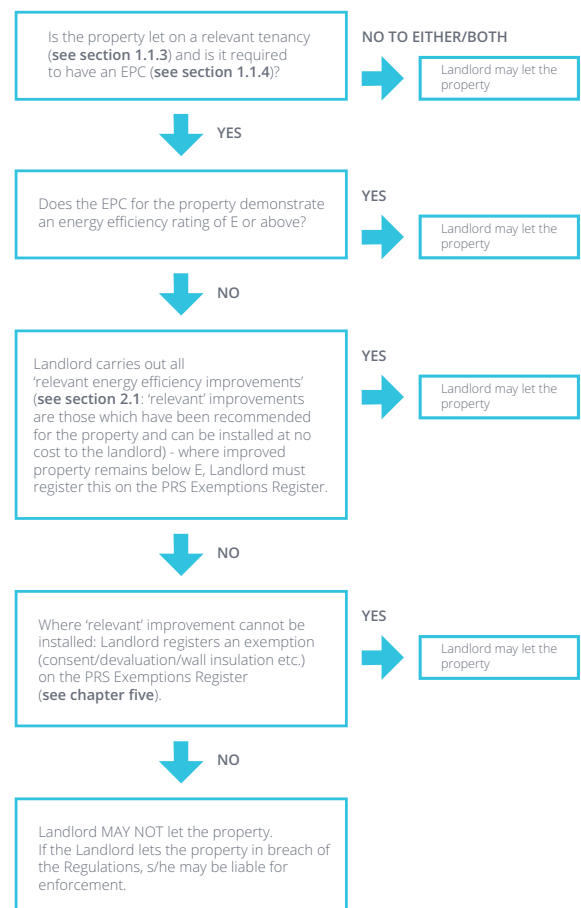 Is the property let on a relevant tenancy
(see section 1.1.3) and is it required
to have an EPC (see section 1.1.4)?
NO TO EITHER/BOTH
Landlord may let the
property
YES
Does the EPC for the property demonstrate
an energy efficiency rating of E or above?
YES
Landlord may let the
property
NO
Landlord carries out all
‘relevant energy efficiency improvements’
(see section 2.1: ‘relevant’ improvements
are those which have been recommended
for the property and can be installed at no
cost to the landlord) - where improved
property remains below E, Landlord must
register this on the PRS Exemptions Register.
YES
Landlord may let the
property
NO
Where ‘relevant’ improvement cannot be
installed: Landlord registers an exemption
(consent/devaluation/wall insulation etc.)
on the PRS Exemptions Register
(see chapter five).
YES
Landlord may let the
property
NO
Landlord MAY NOT let the property.
If the Landlord lets the property in breach of
the Regulations, s/he may be liable for
enforcement.